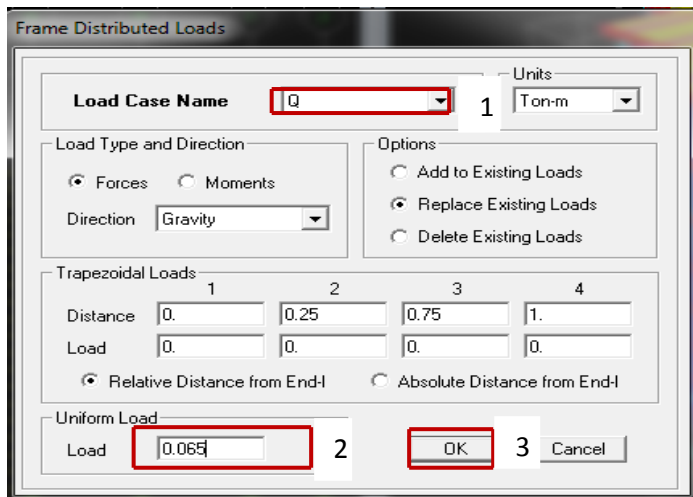 Frame Distributed Loads
Units
Load Case Name Q 1 Ton-m
Load Type and Direction
Forces Moments
Direction Gravity
Options
Add to Existing Loads
Replace Existing Loads
Delete Existing Loads
Trapezoidal Loads
1 2 3 4
Distance 0. 0.25 0.75 1.
Load 0. 0. 0. 0.
Relative Distance from End-I Absolute Distance from End-I
Uniform Load
Load 0.065 2 OK 3 Cancel